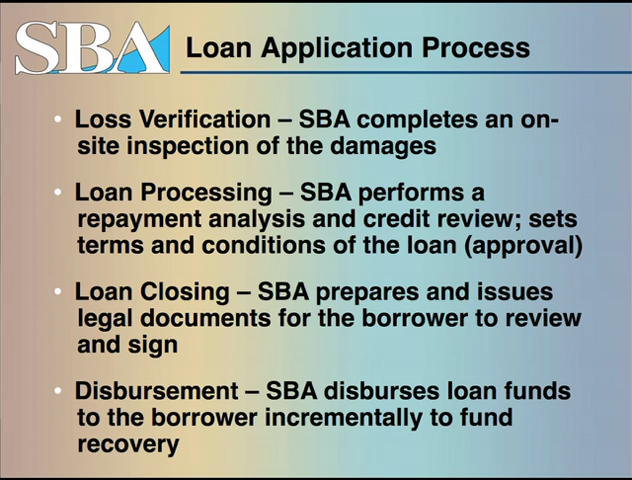 SBA Loan Application Process
• Loss Verification – SBA completes an on-
site inspection of the damages
• Loan Processing – SBA performs a
repayment analysis and credit review; sets
terms and conditions of the loan (approval)
• Loan Closing – SBA prepares and issues
legal documents for the borrower to review
and sign
• Disbursement – SBA disburses loan funds
to the borrower incrementally to fund
recovery